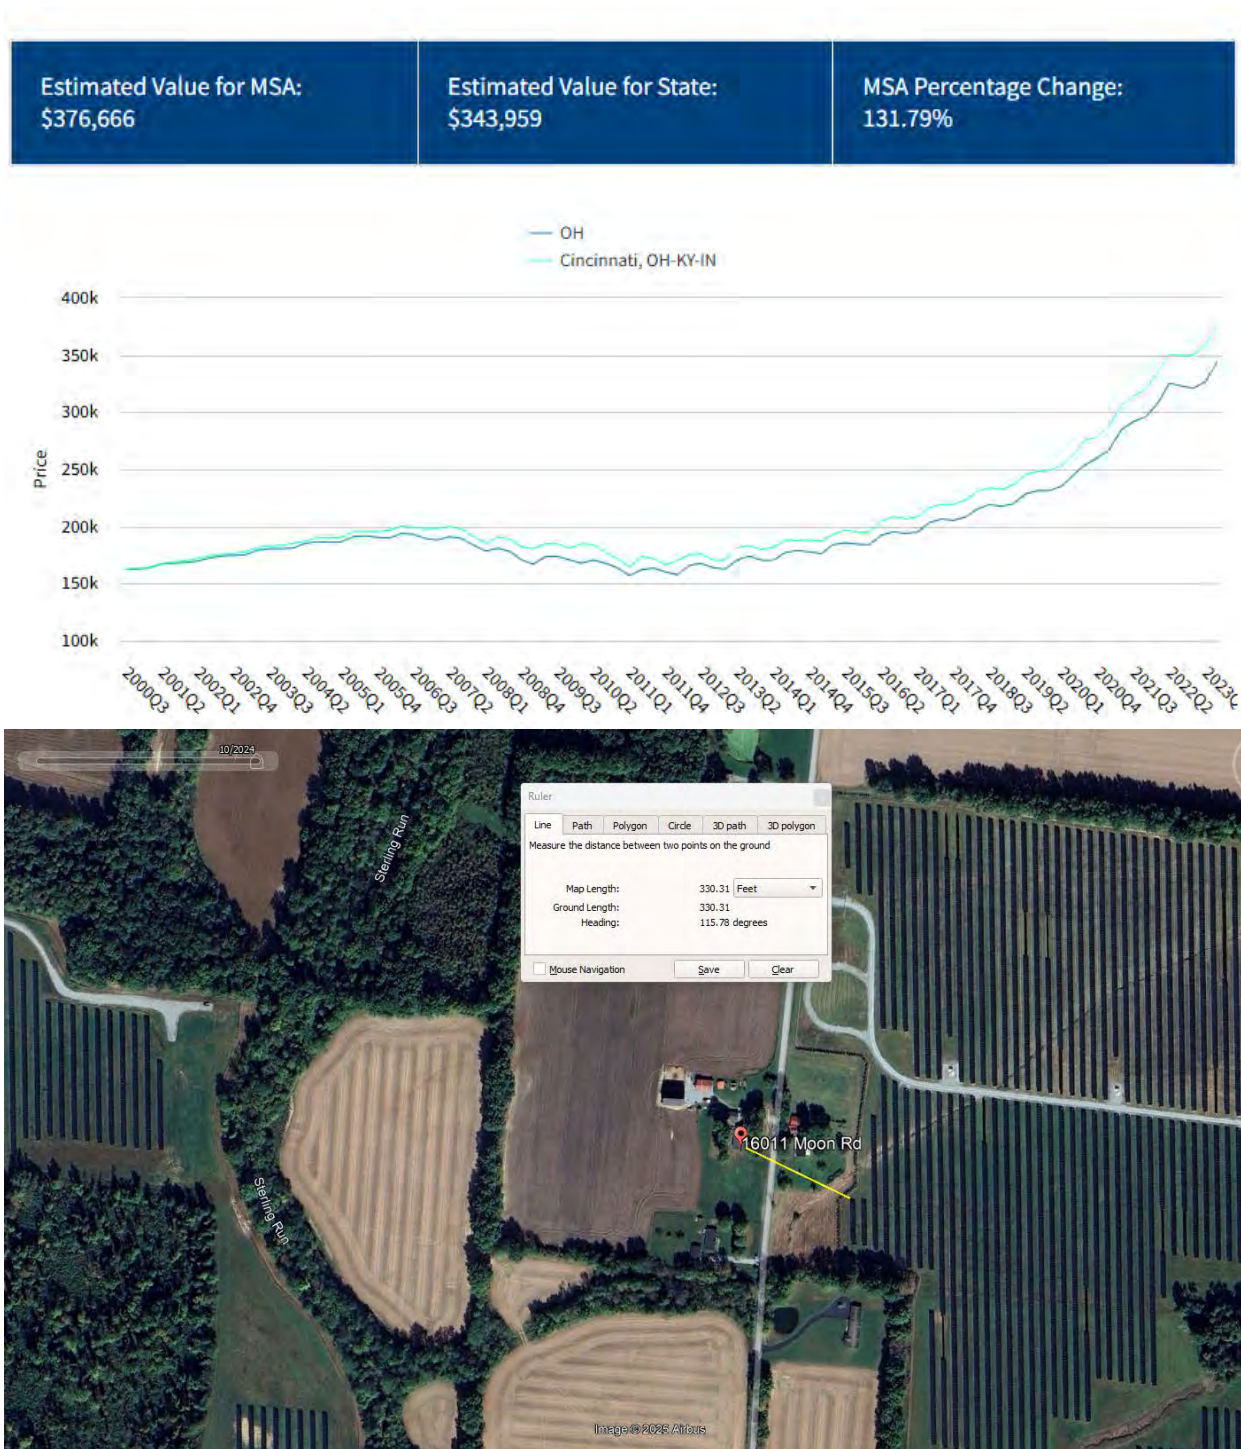 Estimated Value for MSA:
$376,666
Estimated Value for State:
$343,959
MSA Percentage Change:
131.79%
OH
Cincinnati, OH-KY-IN
400k
350k
300k
250k
200k
150k
100k
Price
2000Q3
2001Q2
2002Q1
2002Q4
2003Q3
2004Q2
2005Q1
2005Q4
2006Q3
2007Q2
2008Q1
2008Q4
2009Q3
2010Q2
2011Q1
2011Q4
2012Q3
2013Q2
2014Q1
2014Q4
2015Q3
2016Q2
2017Q1
2017Q4
2018Q3
2019Q2
2020Q1
2020Q4
2021Q3
2022Q2
10/2024
Ruler
Line Path Polygon Circle 3D path 3D polygon
Measure the distance between two points on the ground
Map Length: 330.31 Feet
Ground Length: 330.31
Heading: 115.78 degrees
Mouse Navigation Save Clear
Sterling Run
16011 Moon Rd
Sterling Run
Image © 2025 Airbus